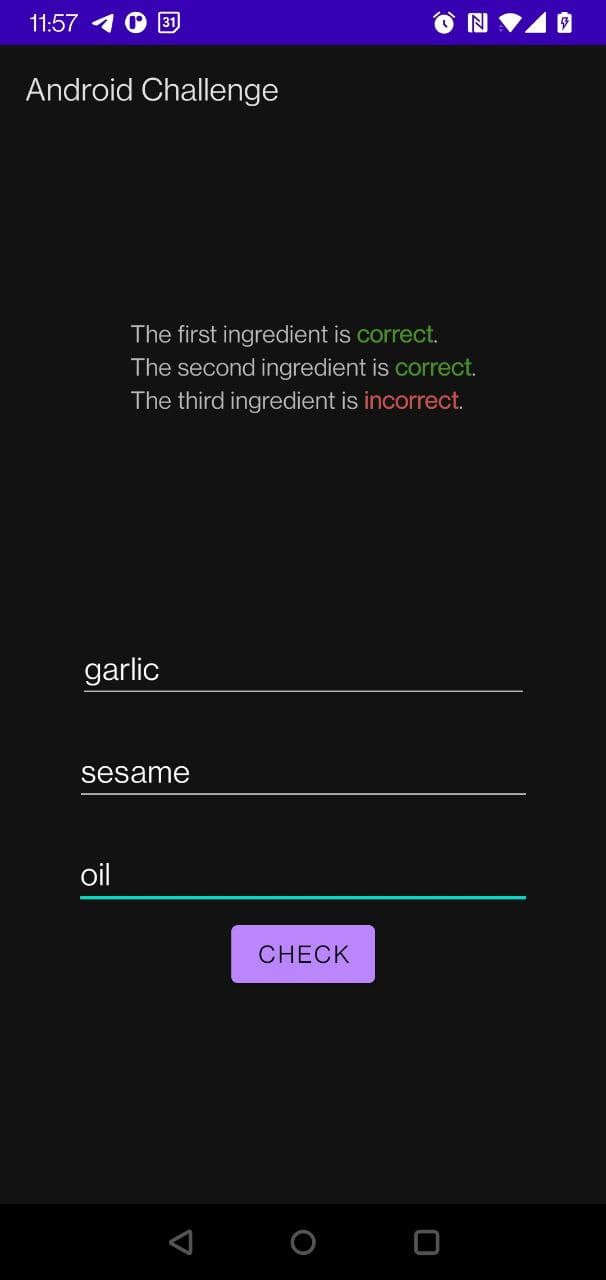 11:57 31
Android Challenge
The first ingredient is correct.
The second ingredient is correct.
The third ingredient is incorrect.
garlic
sesame
oil
CHECK